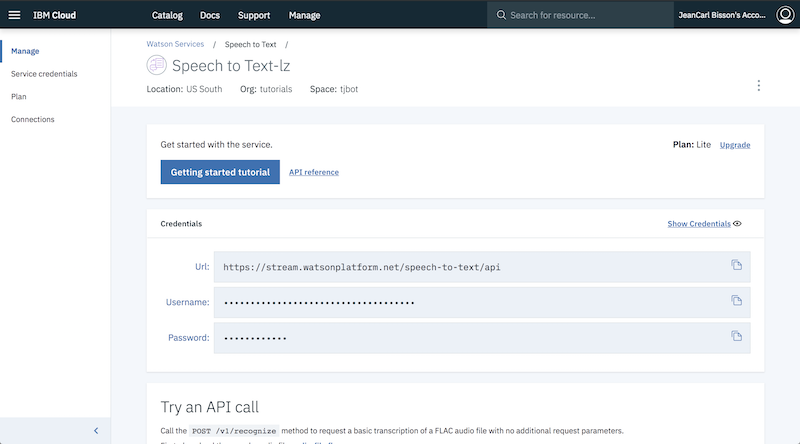 IBM Cloud Catalog Docs Support Manage Search for resource... JeanCarl Bisson's Acco...
Manage
Service credentials
Plan
Connections
Watson Services / Speech to Text /
Speech to Text-lz
Location: US South Org: tutorials Space: tjbot
Get started with the service.
Plan: Lite Upgrade
Getting started tutorial API reference
Credentials Show Credentials
Url: https://stream.watsonplatform.net/speech-to-text/api
Username: ••••••••••••••••••••••••••••••••••••
Password: ••••••••••••
Try an API call
Call the POST /v1/recognize method to request a basic transcription of a FLAC audio file with no additional request parameters.